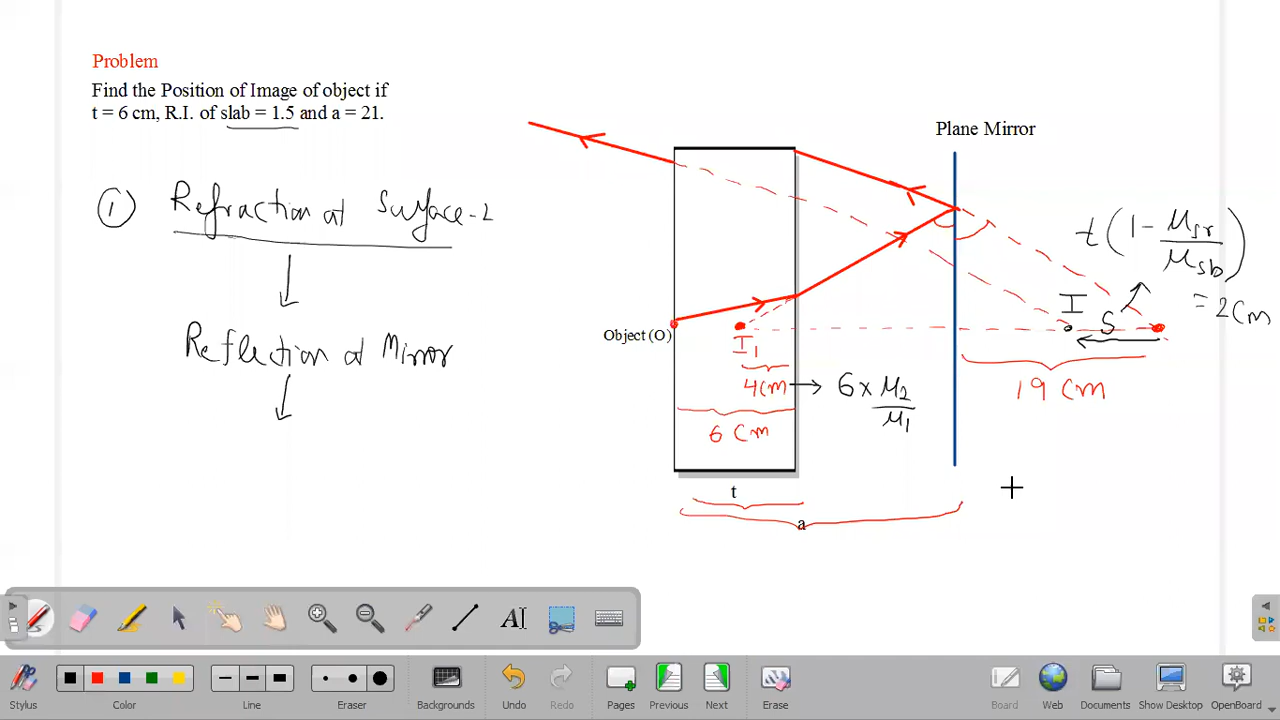 Problem
Find the Position of Image of object if
t = 6 cm, R.I. of slab = 1.5 and a = 21.
① Refraction at Surface-2
Reflection at Mirror
Plane Mirror
Object (O)
I1
4cm → 6 × μ2/μ1
6 cm
t
a
t(1 - μsr/μsb)
= 2cm
I
S
19 cm
Styles
Color
Line
Eraser
Backgrounds
Undo
Redo
Pages
Previous
Next
Erase
Board
Web
Documents
Show Desktop
OpenBoard